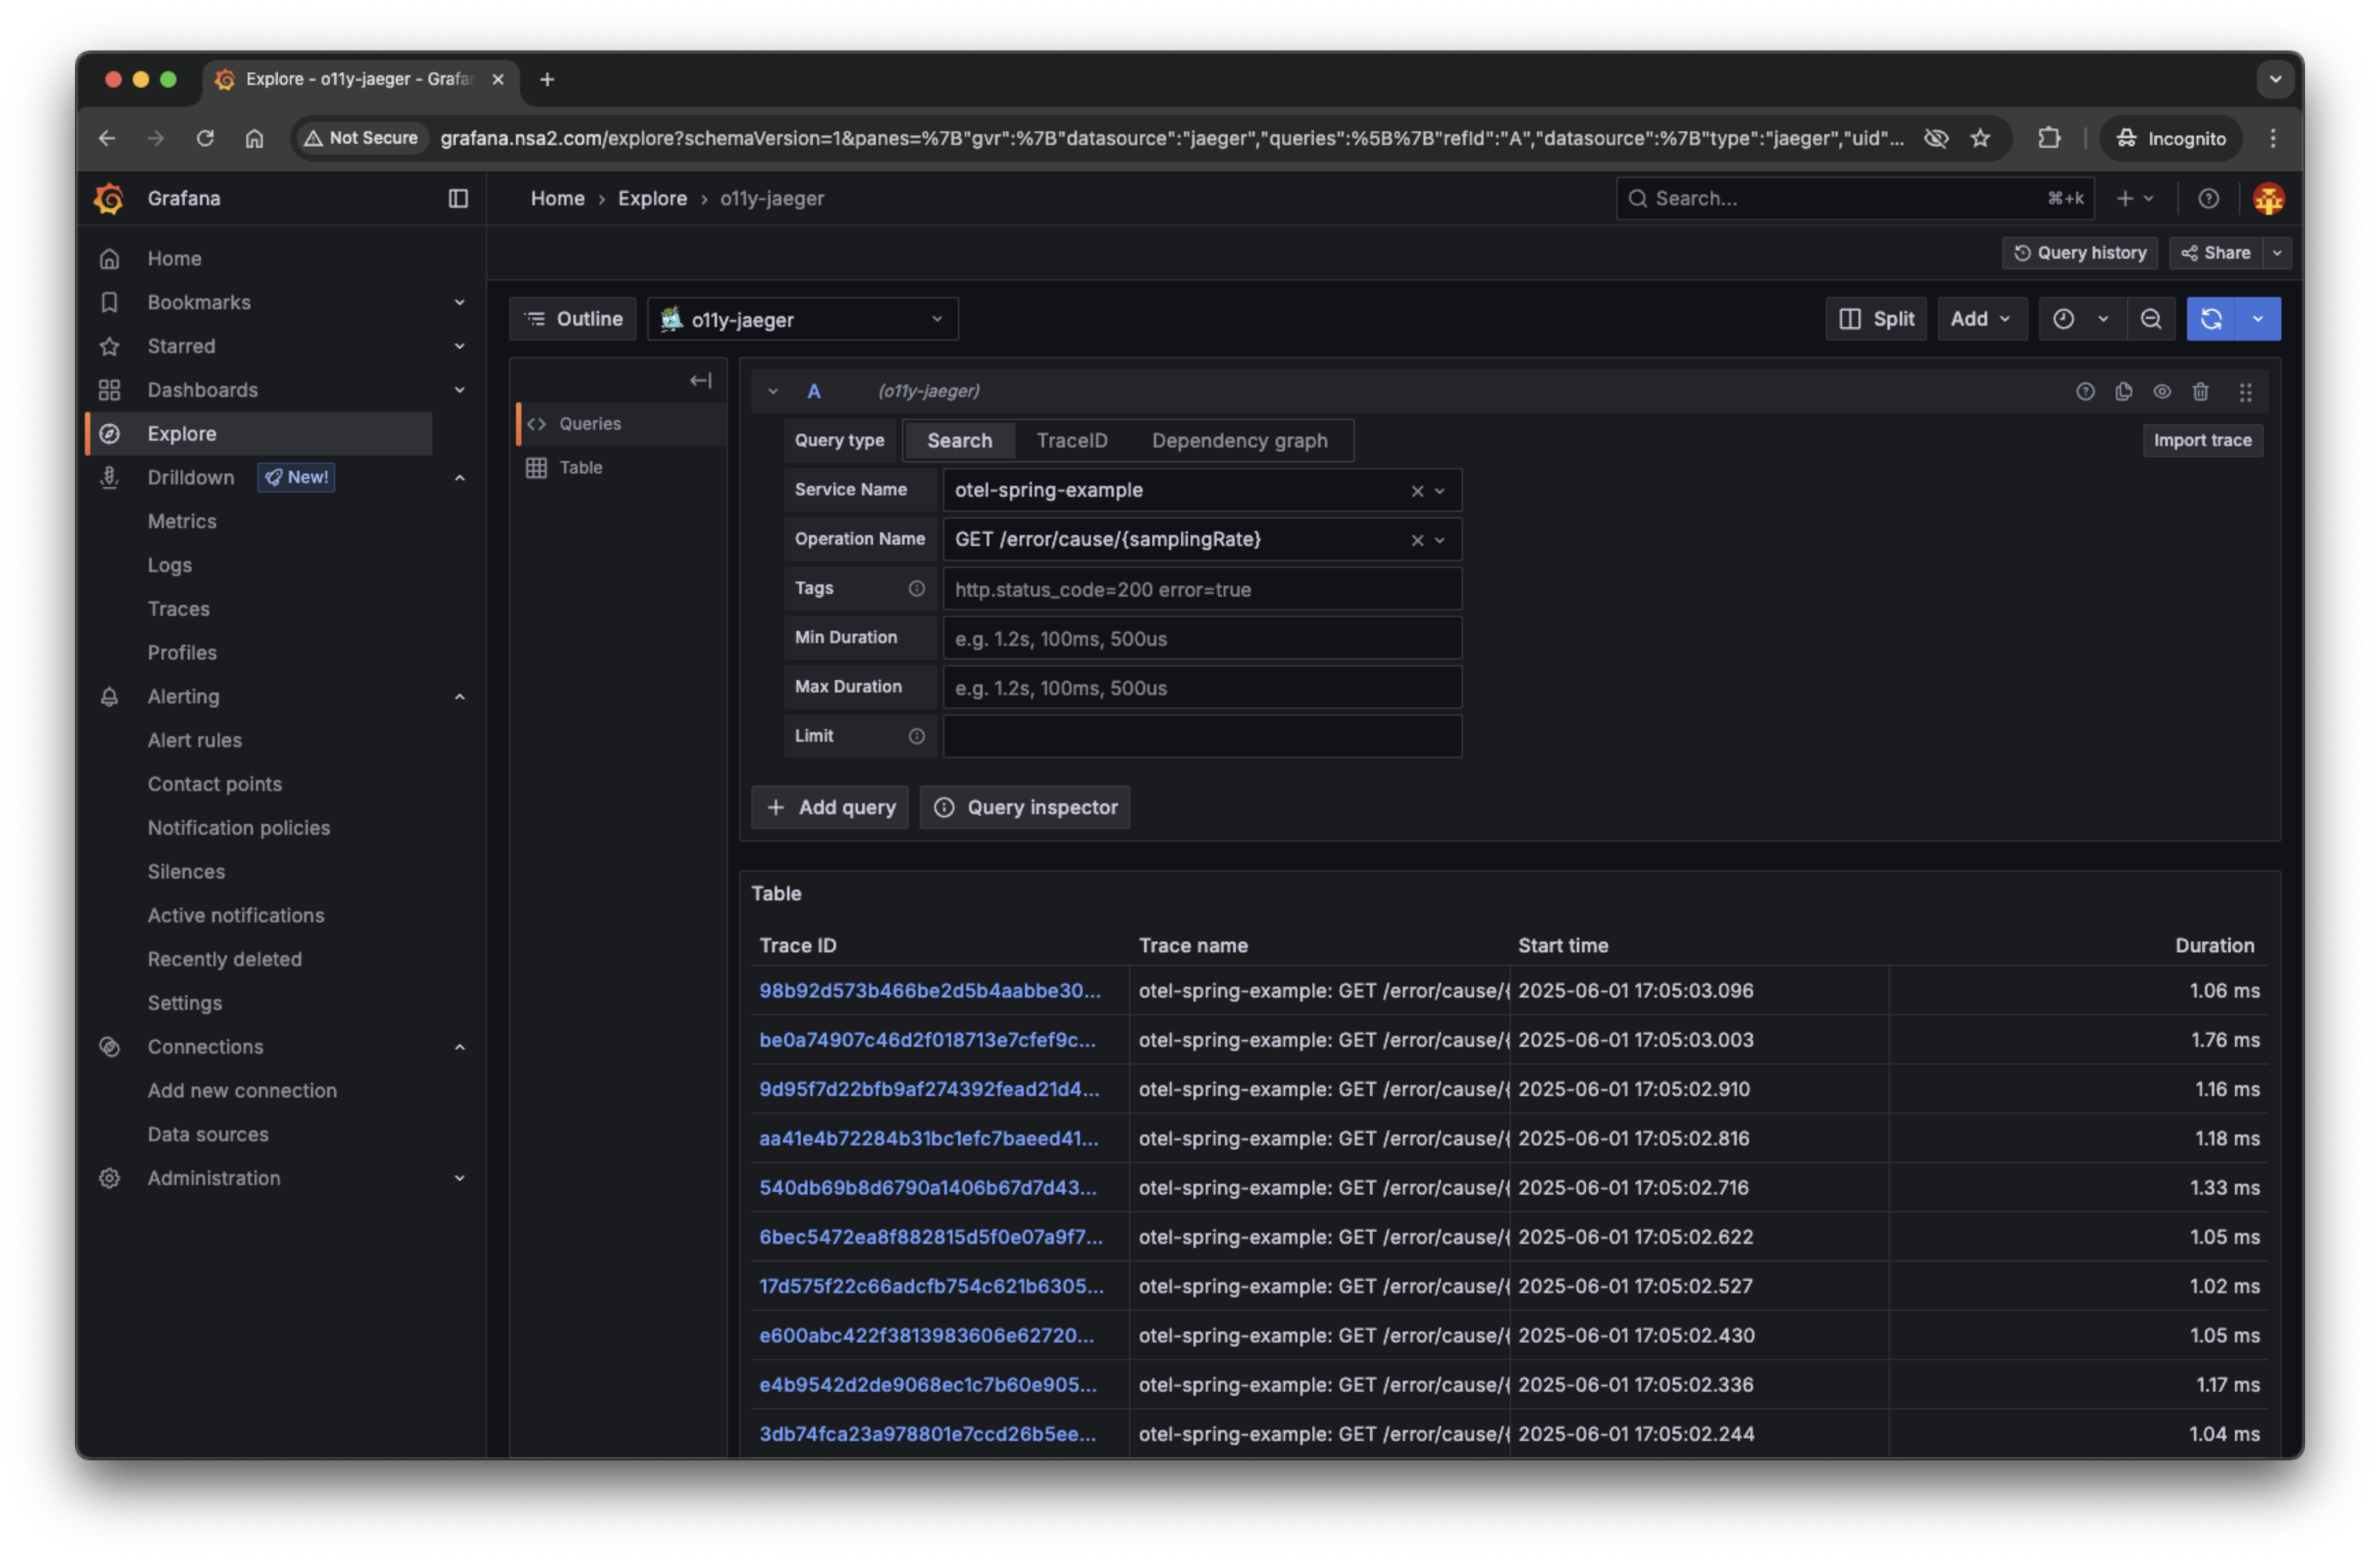 Explore - o11y-jaeger - Grafan
Not Secure
grafana.nsa2.com/explore?schemaVersion=1&panes=%7B"gvr":%7B"datasource":"jaeger","queries":%5B%7B"refId":"A","datasource":%7B"type":"jaeger","uid"...
Incognito
Grafana
Home › Explore › o11y-jaeger
Search...
⌘+k
Query history
Share
Home
Bookmarks
Starred
Dashboards
Explore
Drilldown
New!
Metrics
Logs
Traces
Profiles
Alerting
Alert rules
Contact points
Notification policies
Silences
Active notifications
Recently deleted
Settings
Connections
Add new connection
Data sources
Administration
Outline
o11y-jaeger
Split
Add
Queries
Table
A (o11y-jaeger)
Query type Search TraceID Dependency graph
Import trace
Service Name otel-spring-example
Operation Name GET /error/cause/{samplingRate}
Tags http.status_code=200 error=true
Min Duration e.g. 1.2s, 100ms, 500us
Max Duration e.g. 1.2s, 100ms, 500us
Limit
+ Add query
Query inspector
Table
Trace ID Trace name Start time Duration
98b92d573b466be2d5b4aabbe30... otel-spring-example: GET /error/cause/{ 2025-06-01 17:05:03.096 1.06 ms
be0a74907c46d2f018713e7cfef9c... otel-spring-example: GET /error/cause/{ 2025-06-01 17:05:03.003 1.76 ms
9d95f7d22bfb9af274392fead21d4... otel-spring-example: GET /error/cause/{ 2025-06-01 17:05:02.910 1.16 ms
aa41e4b72284b31bc1efc7baeed41... otel-spring-example: GET /error/cause/{ 2025-06-01 17:05:02.816 1.18 ms
540db69b8d6790a1406b67d7d43... otel-spring-example: GET /error/cause/{ 2025-06-01 17:05:02.716 1.33 ms
6bec5472ea8f882815d5f0e07a9f7... otel-spring-example: GET /error/cause/{ 2025-06-01 17:05:02.622 1.05 ms
17d575f22c66adcfb754c621b6305... otel-spring-example: GET /error/cause/{ 2025-06-01 17:05:02.527 1.02 ms
e600abc422f3813983606e62720... otel-spring-example: GET /error/cause/{ 2025-06-01 17:05:02.430 1.05 ms
e4b9542d2de9068ec1c7b60e905... otel-spring-example: GET /error/cause/{ 2025-06-01 17:05:02.336 1.17 ms
3db74fca23a978801e7ccd26b5ee... otel-spring-example: GET /error/cause/{ 2025-06-01 17:05:02.244 1.04 ms